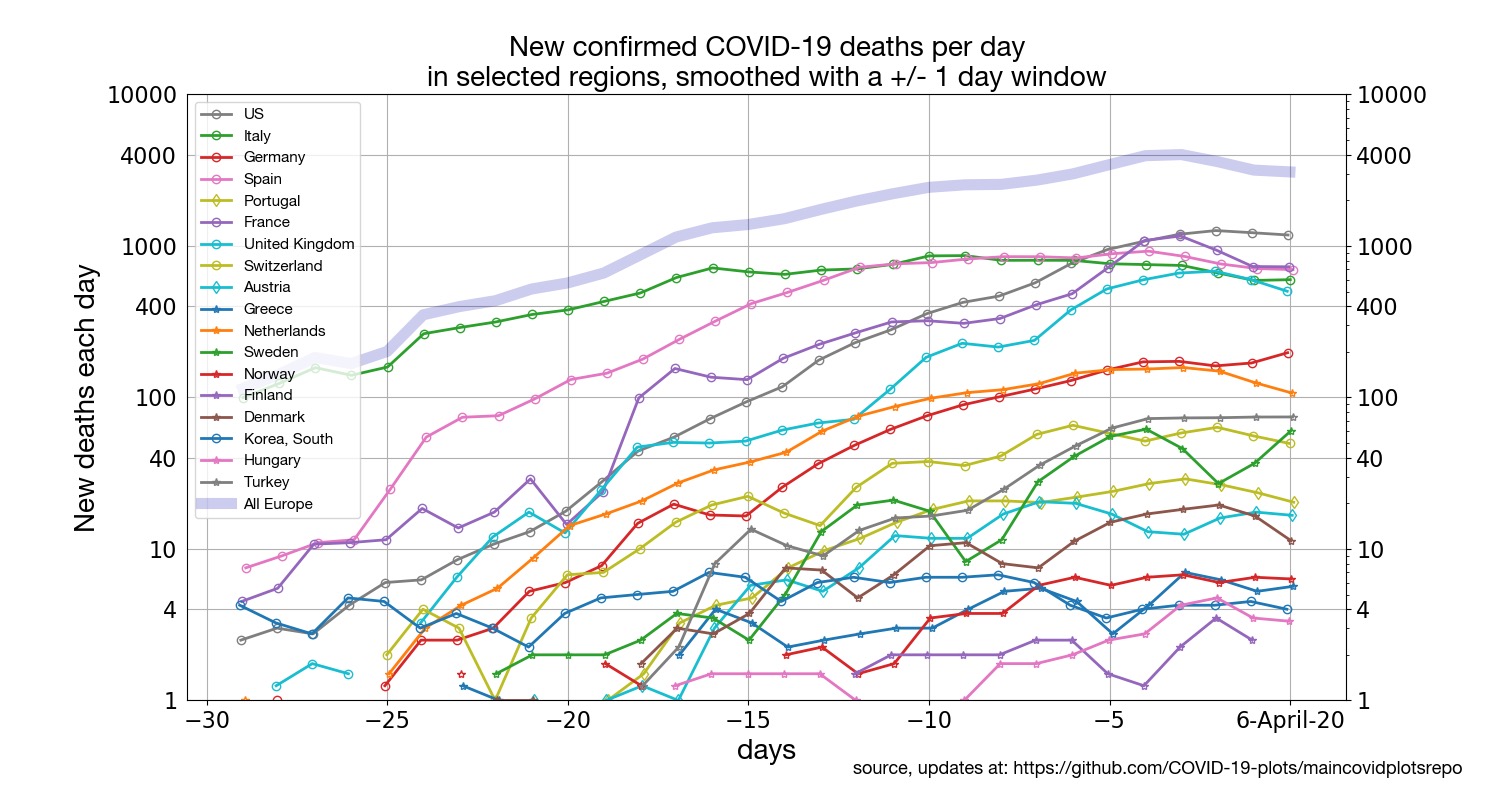 New confirmed COVID-19 deaths per day
in selected regions, smoothed with a +/- 1 day window
10000
4000
1000
400
100
40
10
4
1
New deaths each day
US
Italy
Germany
Spain
Portugal
France
United Kingdom
Switzerland
Austria
Greece
Netherlands
Sweden
Norway
Finland
Denmark
Korea, South
Hungary
Turkey
All Europe
10000
4000
1000
400
100
40
10
4
1
−30 −25 −20 −15 −10 −5 6-April-20
days
source, updates at: https://github.com/COVID-19-plots/maincovidplotsrepo